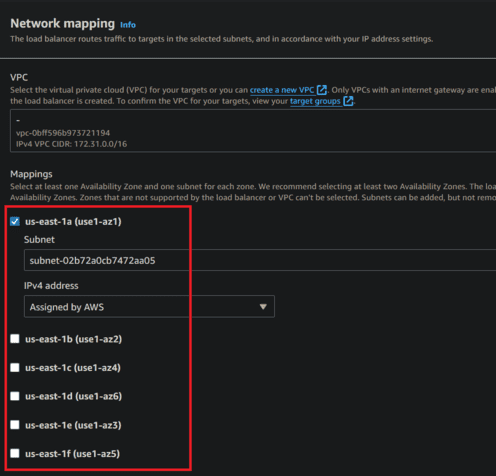 Network mapping Info
The load balancer routes traffic to targets in the selected subnets, and in accordance with your IP address settings.
VPC
Select the virtual private cloud (VPC) for your targets or you can create a new VPC. Only VPCs with an internet gateway are enal
the load balancer is created. To confirm the VPC for your targets, view your target groups.
-
vpc-0bff596b973721194
IPv4 VPC CIDR: 172.31.0.0/16
Mappings
Select at least one Availability Zone and one subnet for each zone. We recommend selecting at least two Availability Zones. The loa
Availability Zones. Zones that are not supported by the load balancer or VPC can't be selected. Subnets can be added, but not remo
us-east-1a (use1-az1)
Subnet
subnet-02b72a0cb7472aa05
IPv4 address
Assigned by AWS
us-east-1b (use1-az2)
us-east-1c (use1-az4)
us-east-1d (use1-az6)
us-east-1e (use1-az3)
us-east-1f (use1-az5)